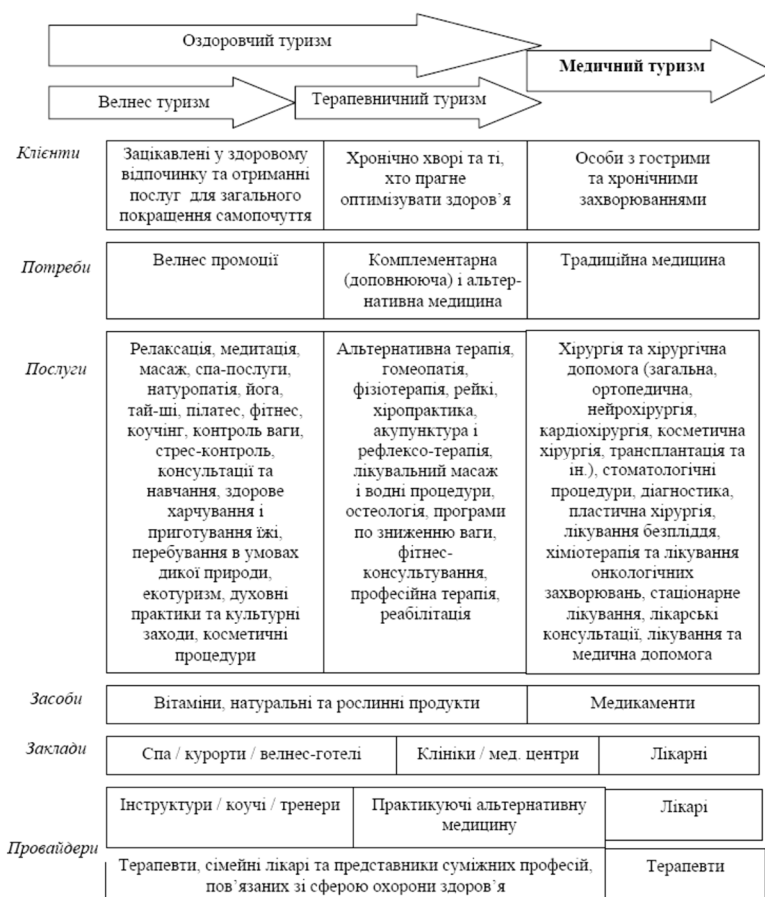 Оздоровчий туризм
Медичний туризм
Велнес туризм
Терапевничий туризм
Клієнти
Зацікавлені у здоровому
відпочинку та отриманні
послуг для загального
покращення самопочуття
Хронічно хворі та ті,
хто прагне
оптимізувати здоров’я
Особи з гострими
та хронічними
захворюваннями
Потреби
Велнес промоції
Комплементарна
(доповнююча) і альтер-
нативна медицина
Традиційна медицина
Послуги
Релаксація, медитація,
масаж, спа-послуги,
натуропатія, йога,
тай-ші, пілатес, фітнес,
коучінг, контроль ваги,
стрес-контроль,
консультації та
навчання, здорове
харчування і
приготування їжі,
перебування в умовах
дикої природи,
екотуризм, духовні
практики та культурні
заходи, косметичні
процедури
Альтернативна терапія,
гомеопатія,
фізіотерапія, рейкі,
хіропрактика,
акупунктура і
рефлексо-терапія,
лікувальний масаж
і водні процедури,
остеологія, програми
по зниженню ваги,
фітнес-
консультування,
професійна терапія,
реабілітація
Хірургія та хірургічна
допомога (загальна,
ортопедична,
нейрохірургія,
кардіохірургія, косметична
хірургія, трансплантація та
ін.), стоматологічні
процедури, діагностика,
пластична хірургія,
лікування безпліддя,
хіміотерапія та лікування
онкологічних
захворювань, стаціонарне
лікування, лікарські
консультації, лікування та
медична допомога
Засоби
Вітаміни, натуральні та рослинні продукти
Медикаменти
Заклади
Спа / курорти / велнес-готелі
Клініки / мед. центри
Лікарні
Провайдери
Інструктури / коучі / тренери
Практикуючі альтернативну
медицину
Лікарі
Терапевти, сімейні лікарі та представники суміжних професій,
пов’язаних зі сферою охорони здоров’я
Терапевти